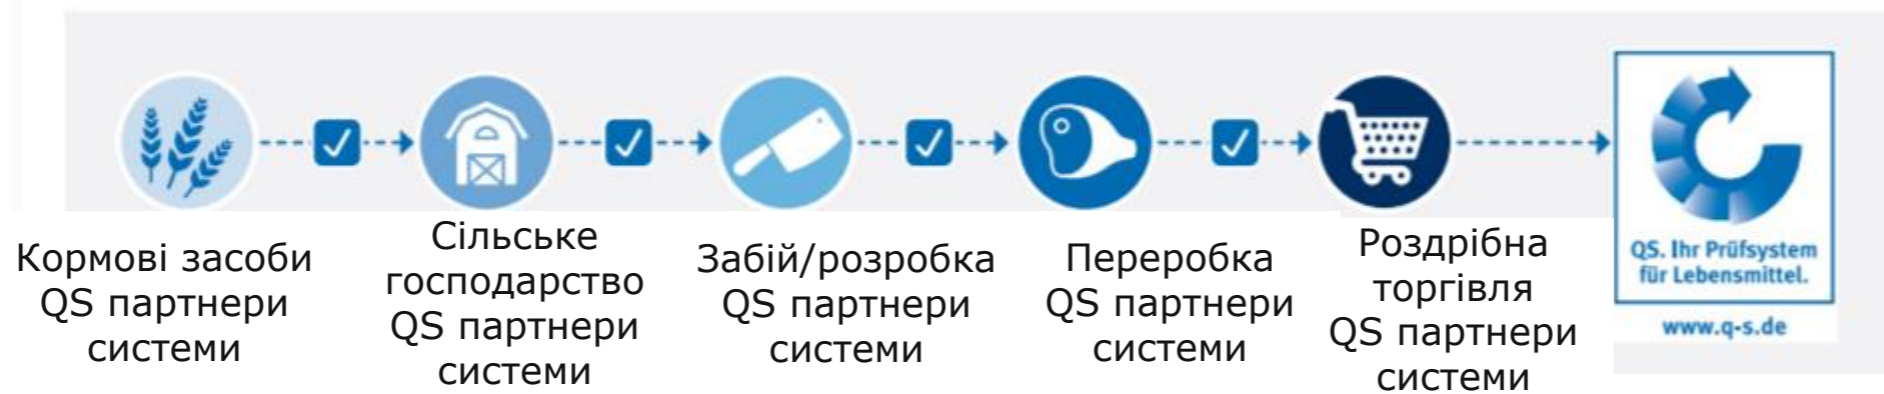 Кормові засоби
QS партнери
системи
Сільське
господарство
QS партнери
системи
Забій/розробка
QS партнери
системи
Переробка
QS партнери
системи
Роздрібна
торгівля
QS партнери
системи
QS. Ihr Prüfsystem
für Lebensmittel.
www.q-s.de